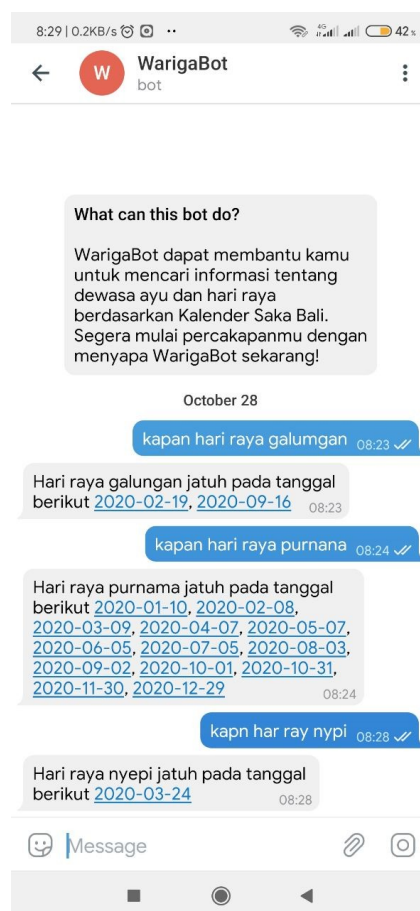 8:29 | 0.2KB/s
4G
42%
W
WarigaBot
bot
What can this bot do?
WarigaBot dapat membantu kamu
untuk mencari informasi tentang
dewasa ayu dan hari raya
berdasarkan Kalender Saka Bali.
Segera mulai percakapanmu dengan
menyapa WarigaBot sekarang!
October 28
kapan hari raya galumgan 08:23
Hari raya galungan jatuh pada tanggal
berikut 2020-02-19, 2020-09-16 08:23
kapan hari raya purnana 08:24
Hari raya purnama jatuh pada tanggal
berikut 2020-01-10, 2020-02-08,
2020-03-09, 2020-04-07, 2020-05-07,
2020-06-05, 2020-07-05, 2020-08-03,
2020-09-02, 2020-10-01, 2020-10-31,
2020-11-30, 2020-12-29 08:24
kapn har ray nypi 08:28
Hari raya nyepi jatuh pada tanggal
berikut 2020-03-24 08:28
Message